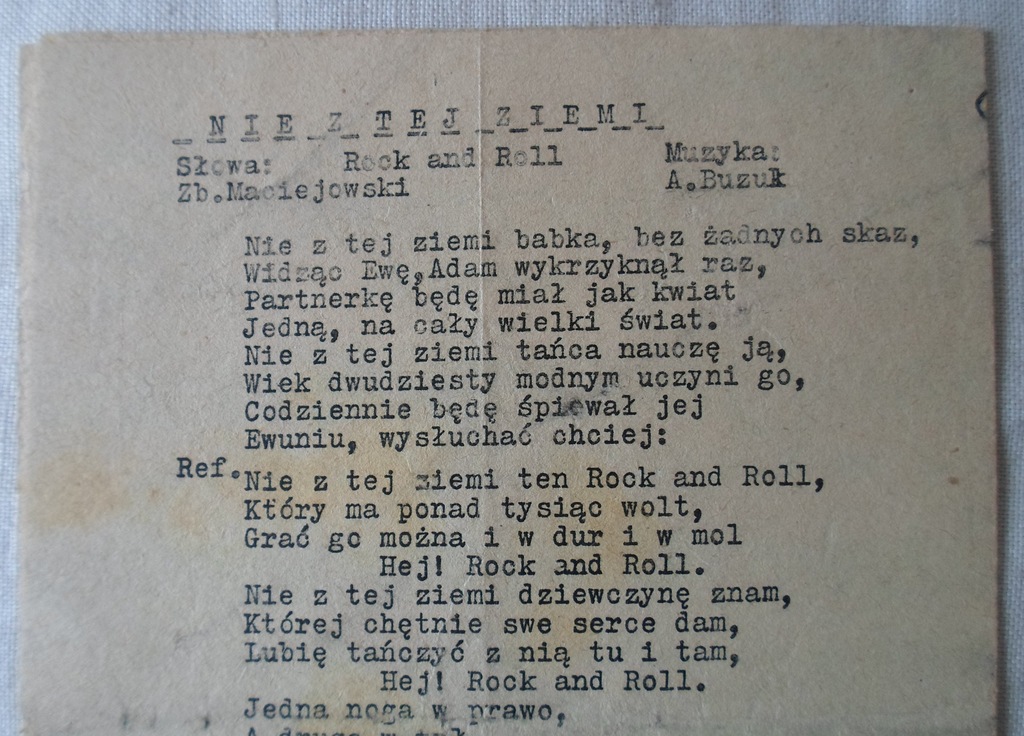 NIE Z TEJ ZIEMI
Słowa: Rock and Roll Muzyka:
Zb.Maciejowski A.Buzuk
Nie z tej ziemi babka, bez żadnych skaz,
Widząc Ewę,Adam wykrzyknął raz,
Partnerkę będę miał jak kwiat
Jedną, na cały wielki świat.
Nie z tej ziemi tańca nauczę ją,
Wiek dwudziesty modnym uczyni go,
Codziennie będę śpiewał jej
Ewuniu, wysłuchać chciej:
Ref. Nie z tej ziemi ten Rock and Roll,
Który ma ponad tysiąc wolt,
Grać go można i w dur i w mol
Hej! Rock and Roll.
Nie z tej ziemi dziewczynę znam,
Której chętnie swe serce dam,
Lubię tańczyć z nią tu i tam,
Hej! Rock and Roll.
Jedna noga w prawo,
A druga w